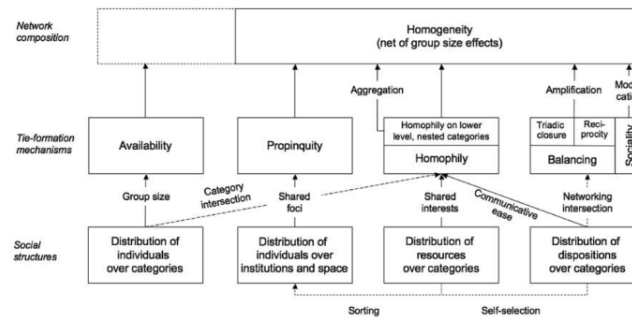 Network
composition
Homogeneity
(net of group size effects)
Aggregation
Amplification
Tie-formation
mechanisms
Availability
Propinquity
Homophily on lower
level, nested categories
Homophily
Triadic
closure
Reci-
procity
Balancing
Sociality
Group size
Category
intersection
Shared
foci
Shared
interests
Communicative
ease
Networking
intersection
Social
structures
Distribution of
individuals
over categories
Distribution of
individuals over
institutions and space
Distribution of
resources
over categories
Distribution of
dispositions
over categories
Sorting
Self-selection